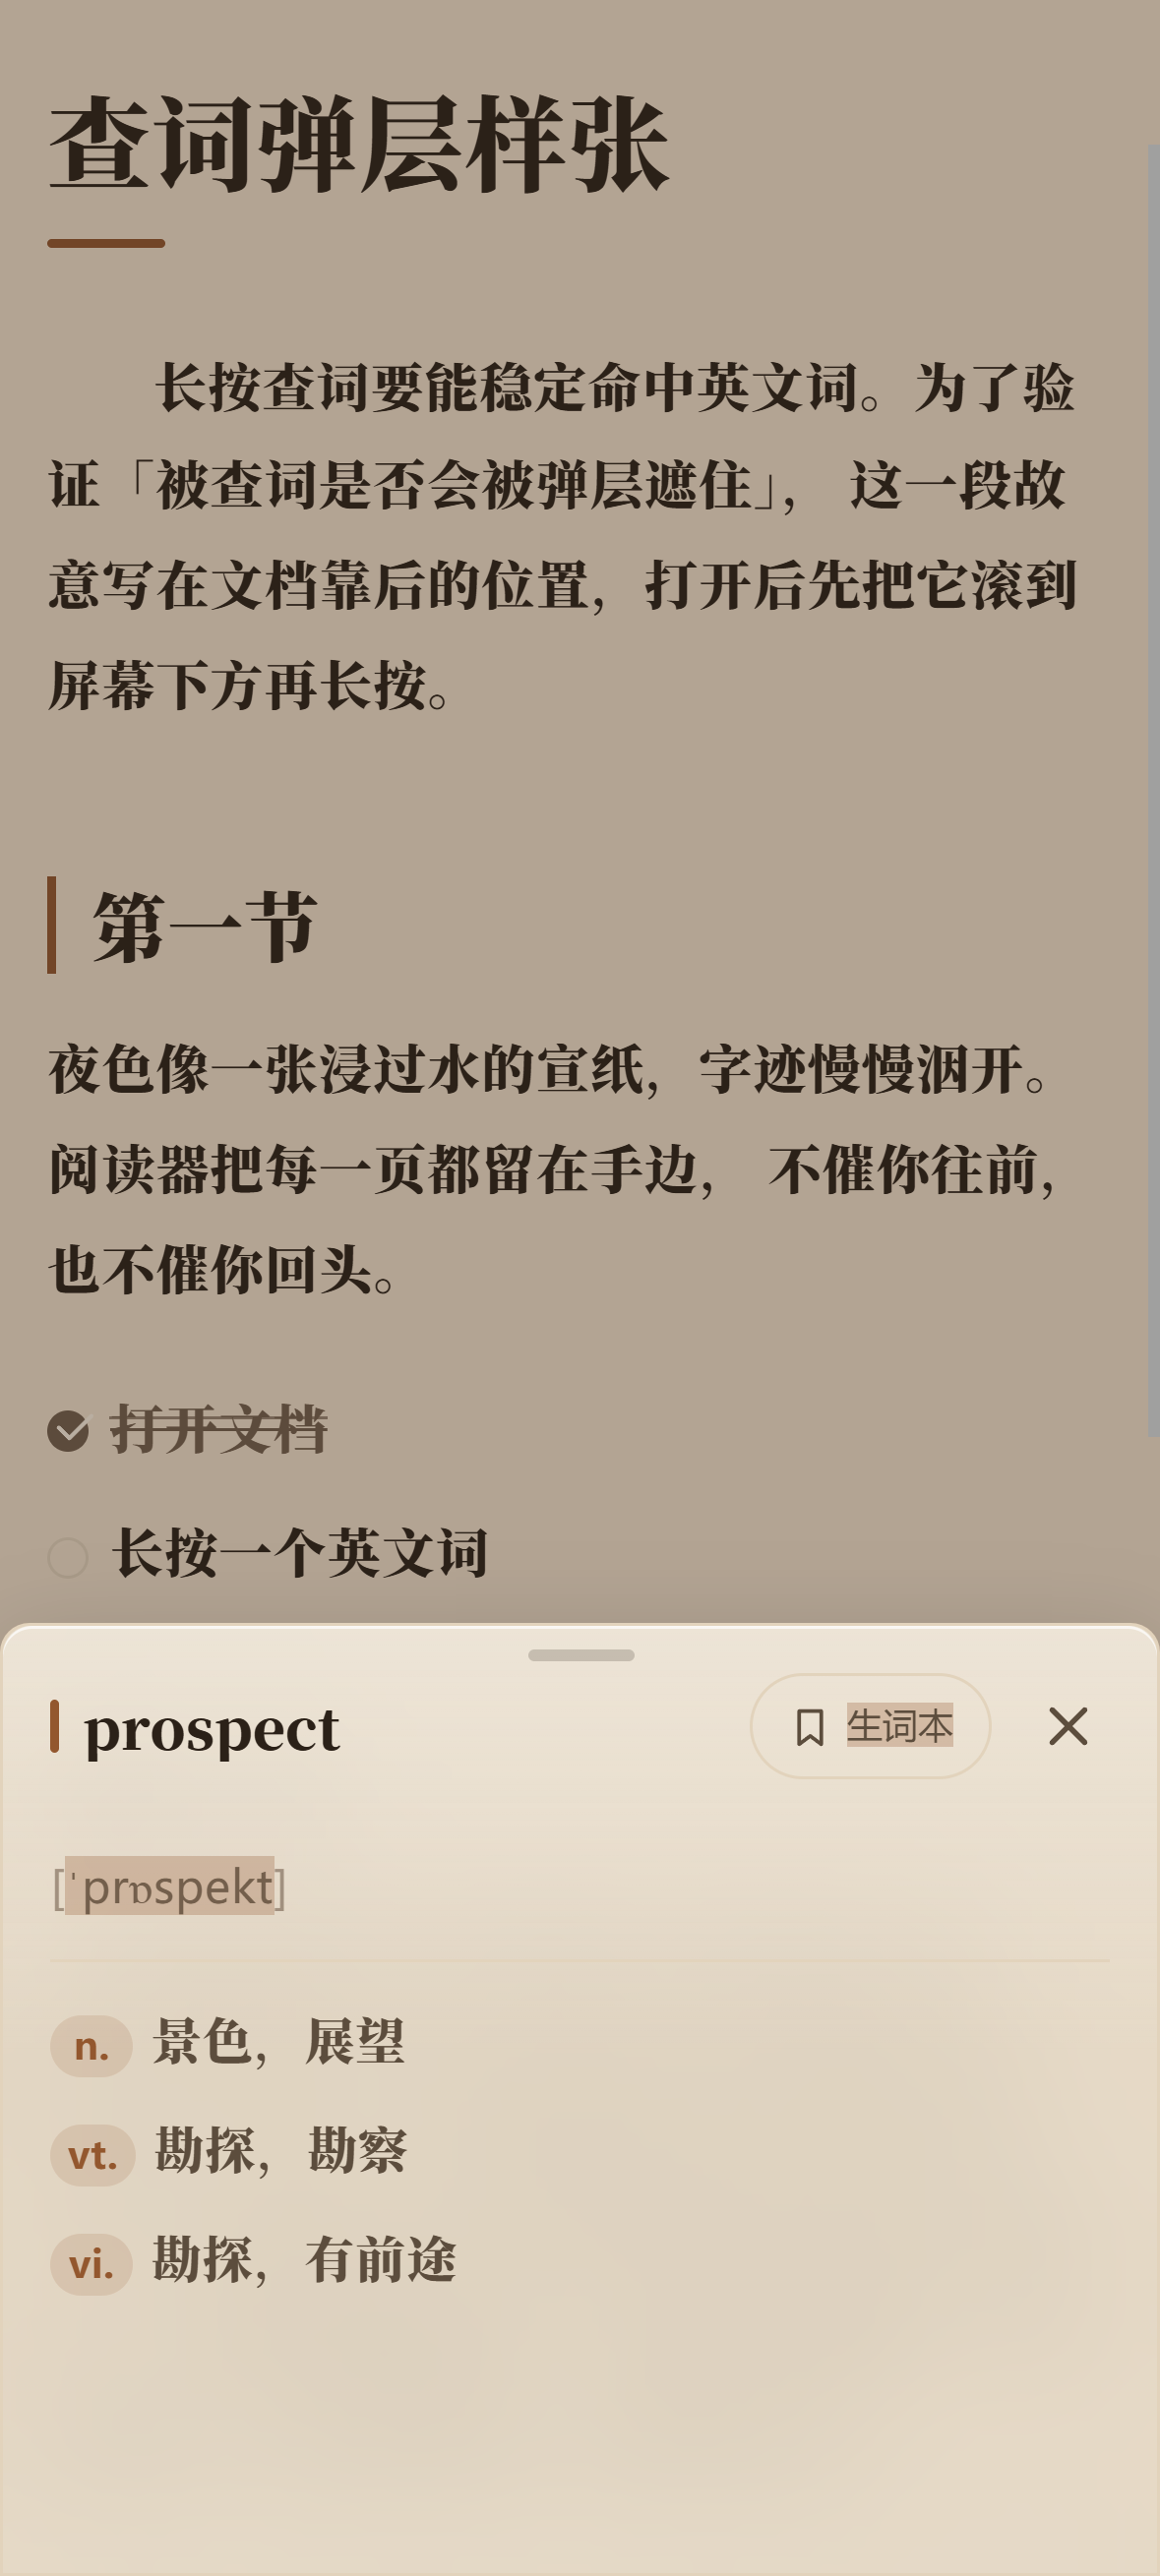 查词弹层样张
长按查词要能稳定命中英文词。为了验
证「被查词是否会被弹层遮住」， 这一段故
意写在文档靠后的位置，打开后先把它滚到
屏幕下方再长按。
第一节
夜色像一张浸过水的宣纸，字迹慢慢洇开。
阅读器把每一页都留在手边， 不催你往前，
也不催你回头。
打开文档
长按一个英文词
prospect
生词本
[ˈprɒspekt]
n. 景色，展望
vt. 勘探，勘察
vi. 勘探，有前途